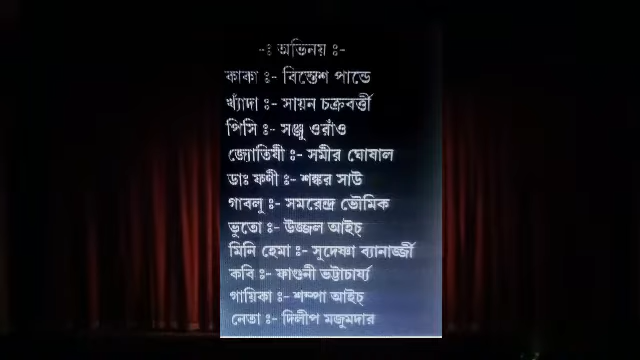 -ঃ অভিনয় ঃ-
কাকা ঃ- বিস্তেশ পান্ডে
খ্যাঁদা ঃ- সায়ন চক্রবর্ত্তী
পিসি ঃ- সঞ্জু ওরাঁও
জ্যোতিষী ঃ- সমীর ঘোষাল
ডাঃ ফণী ঃ- শঙ্কর সাউ
গাবলু ঃ- সমরেন্দ্র ভৌমিক
ভুতো ঃ- উজ্জল আইচ্
মিনি হেমা ঃ- সুদেষ্ণা ব্যানার্জ্জী
কবি ঃ- ফাগুনী ভট্টাচার্য্য
গায়িকা ঃ- শম্পা আইচ্
নেতা ঃ- দিলীপ মজুমদার